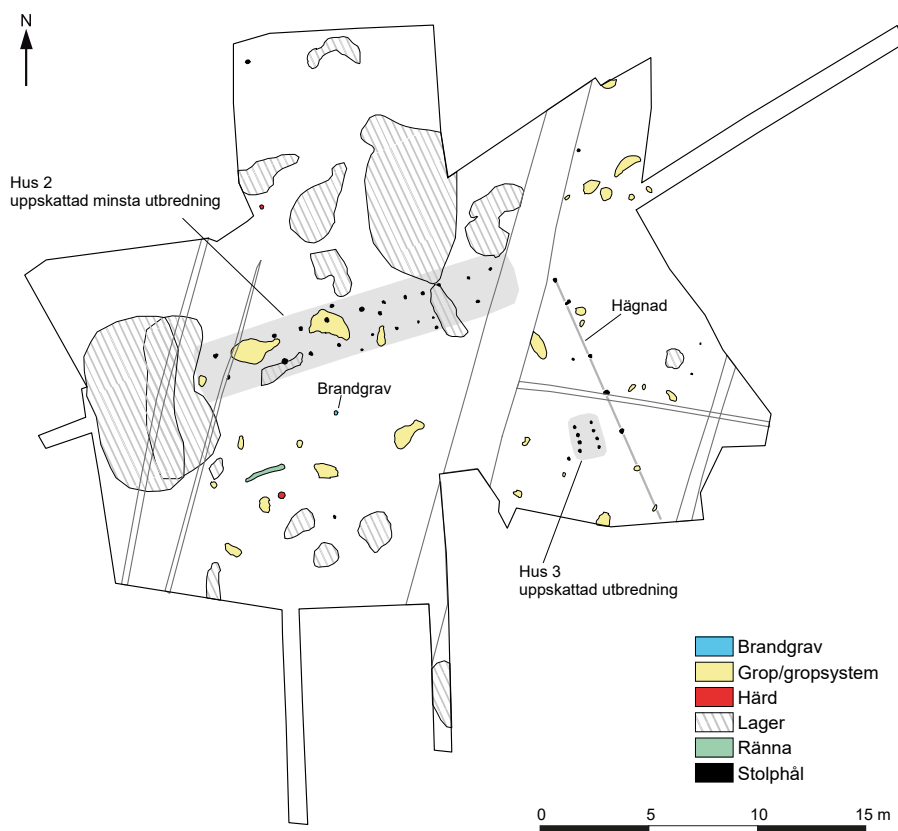 N
Hus 2
uppskattad minsta utbredning
Hägnad
Brandgrav
Hus 3
uppskattad utbredning
Brandgrav
Grop/gropsystem
Härd
Lager
Ränna
Stolphål
0 5 10 15 m